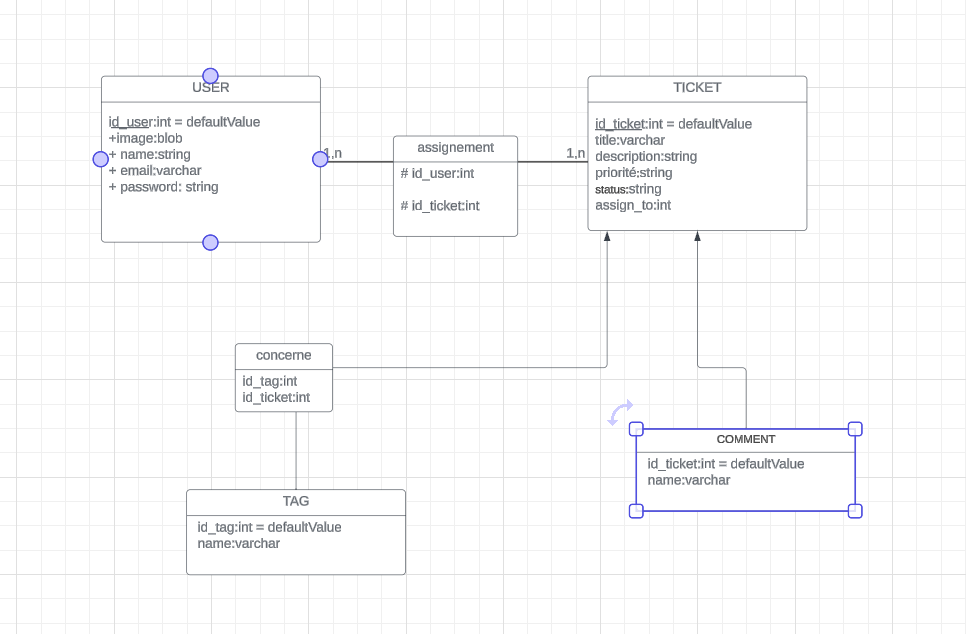 USER
id_user:int = defaultValue
+image:blob
+ name:string
+ email:varchar
+ password: string
1,n
assignement
# id_user:int
# id_ticket:int
1,n
TICKET
id_ticket:int = defaultValue
title:varchar
description:string
priorité:string
status:string
assign_to:int
concerne
id_tag:int
id_ticket:int
TAG
id_tag:int = defaultValue
name:varchar
COMMENT
id_ticket:int = defaultValue
name:varchar